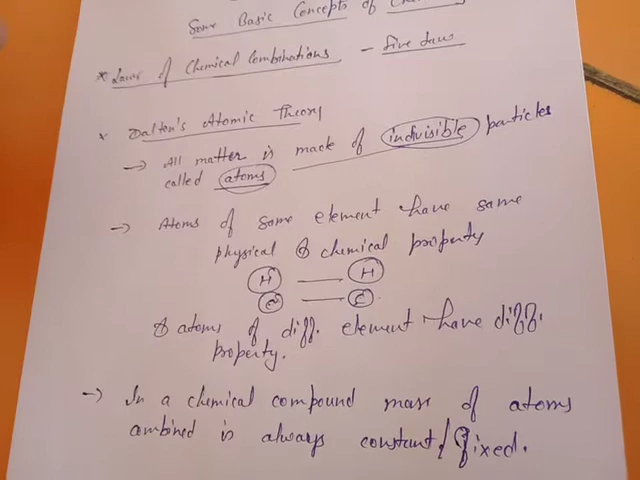 Some Basic Concepts of Chemistry
* Laws of Chemical Combinations - five laws
* Dalton's Atomic Theory
→ All matter is made of indivisible particles
called atoms
→ Atoms of same element have same
physical & chemical property
H — H
C — C
& atoms of diff. element have diff.
property.
→ In a chemical compound mass of atoms
combined is always constant/fixed.